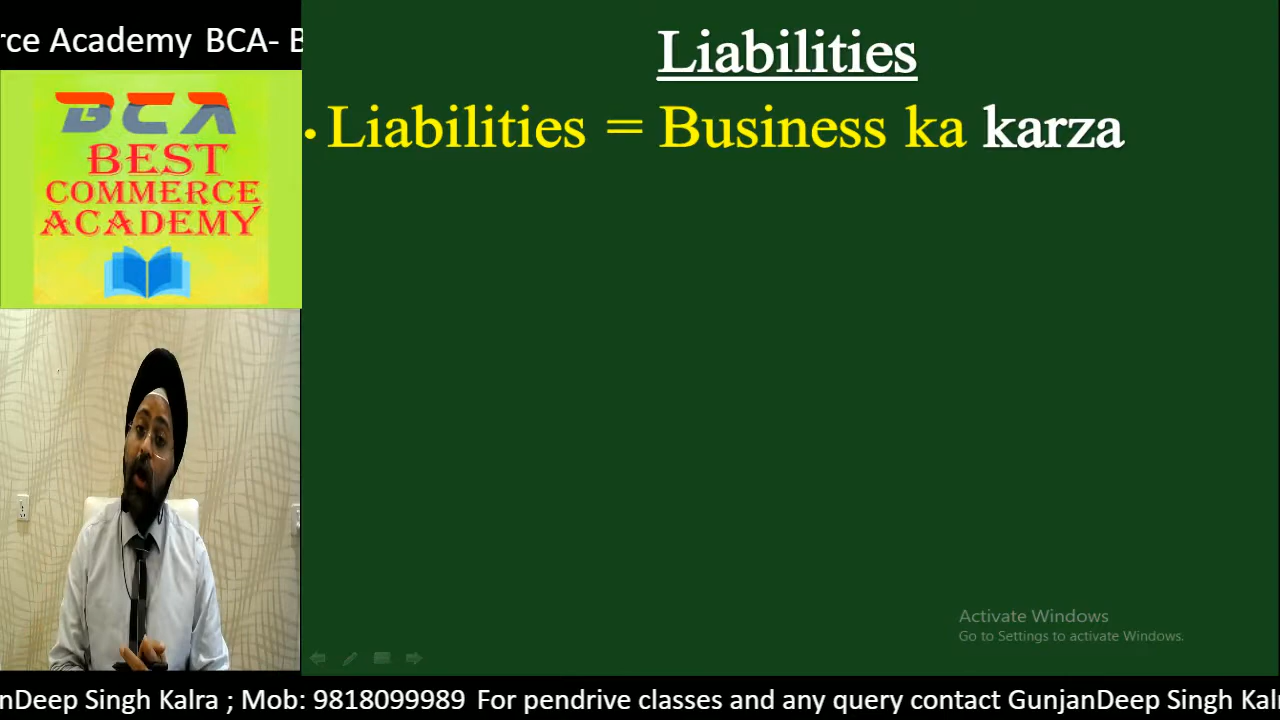 rce Academy BCA- B
BCA
BEST
COMMERCE
ACADEMY
Liabilities
• Liabilities = Business ka karza
Activate Windows
Go to Settings to activate Windows.
nDeep Singh Kalra ; Mob: 9818099989 For pendrive classes and any query contact GunjanDeep Singh Kal